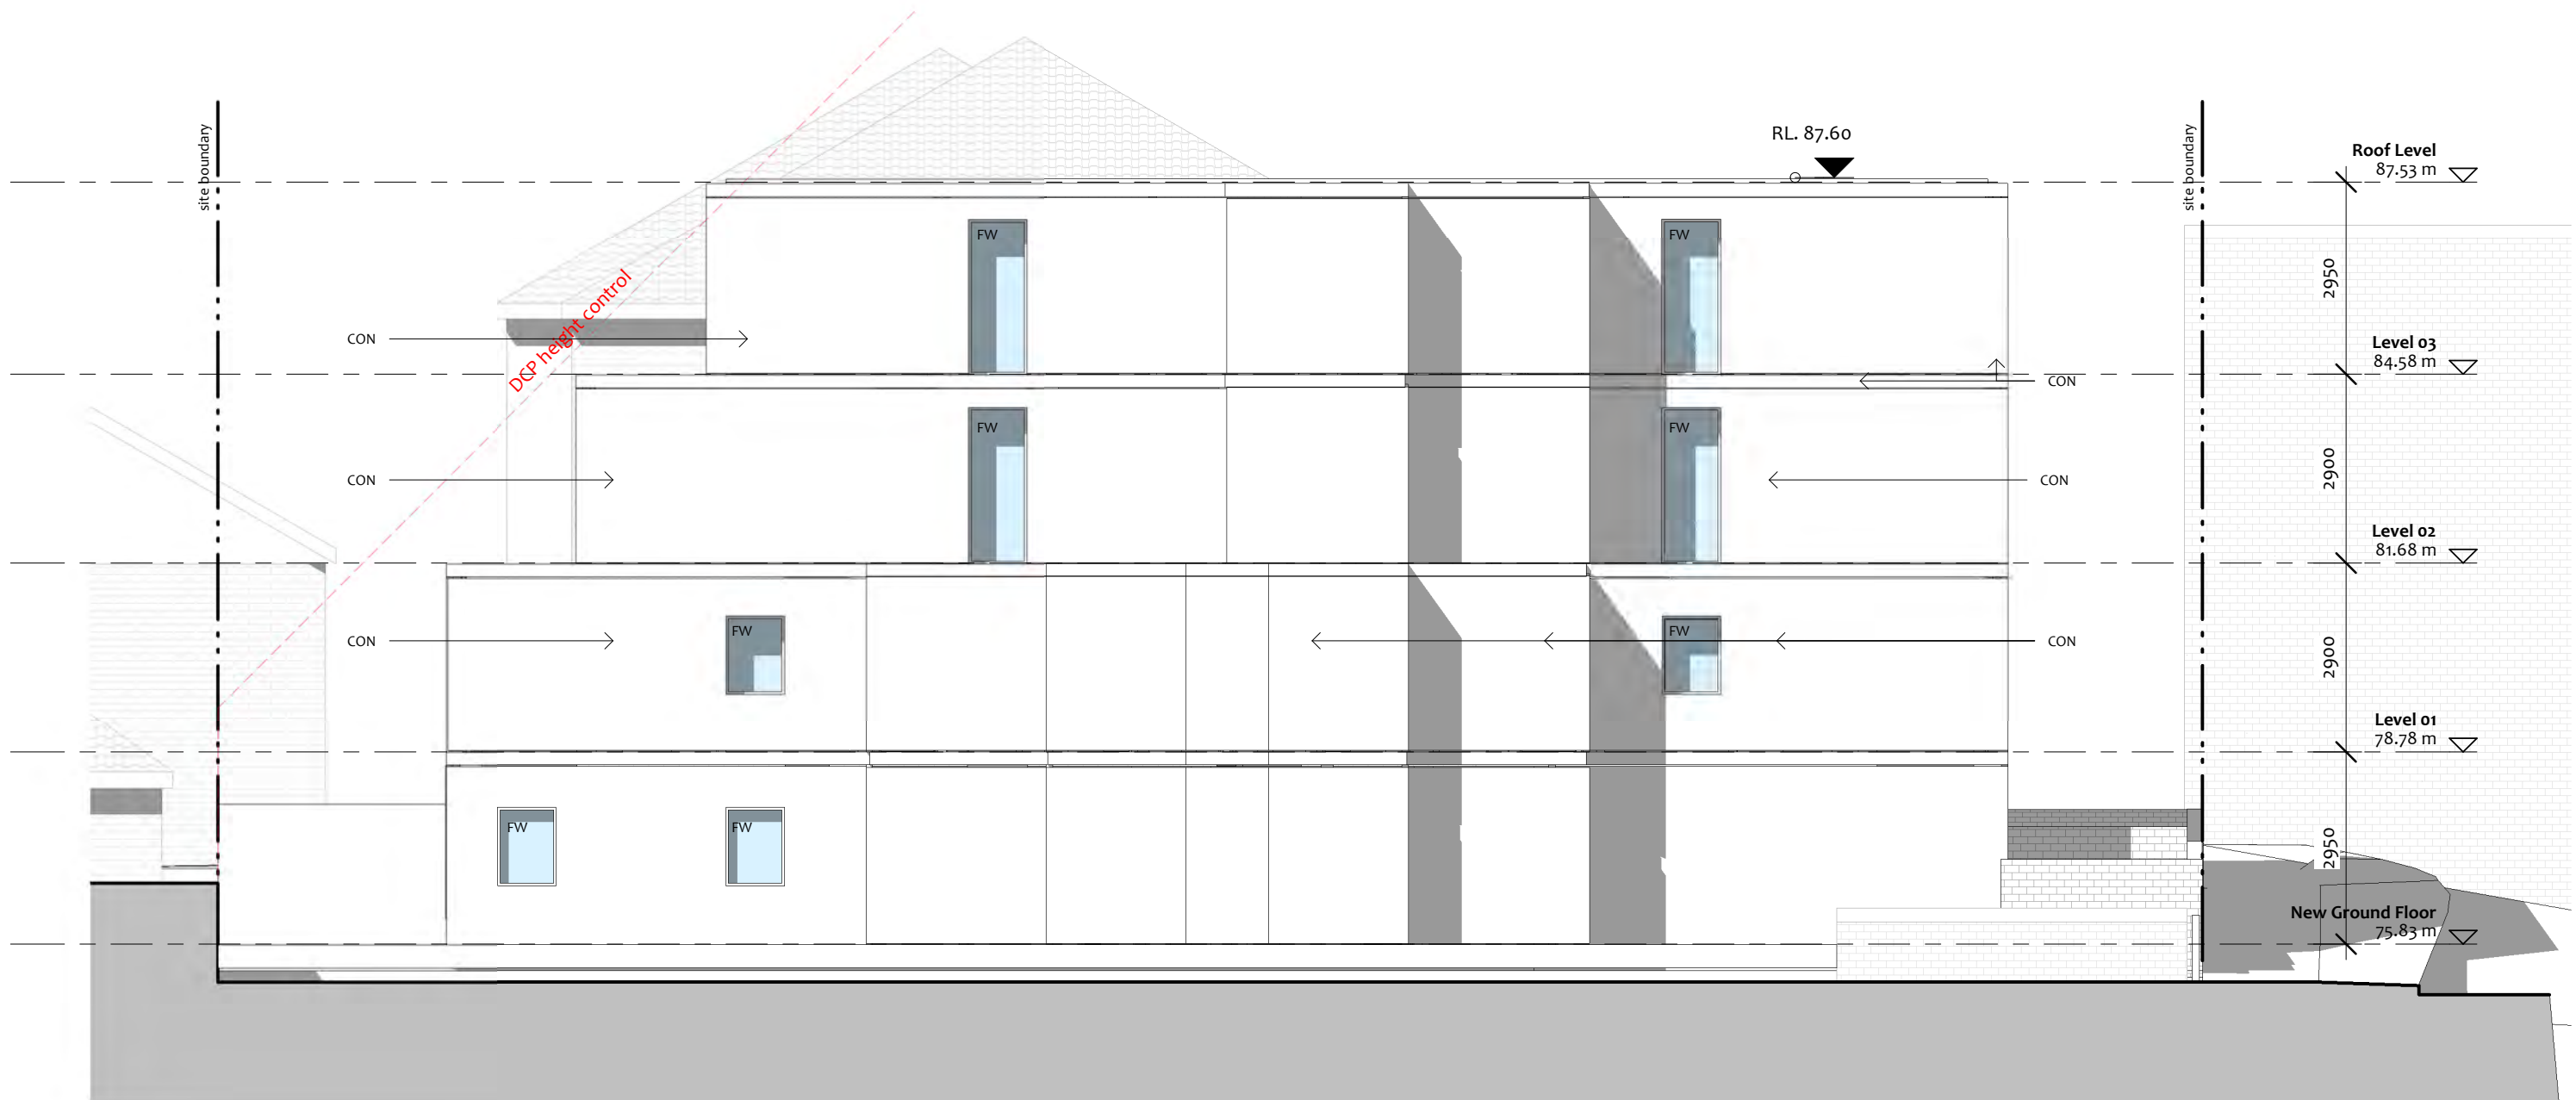 site boundary
site boundary
RL. 87.60
Roof Level
87.53 m
FW
FW
2950
DCP height control
CON
Level 03
84.58 m
CON
FW
FW
2900
CON
CON
Level 02
81.68 m
FW
FW
CON
CON
2900
Level 01
78.78 m
FW
FW
2950
New Ground Floor
75.83 m